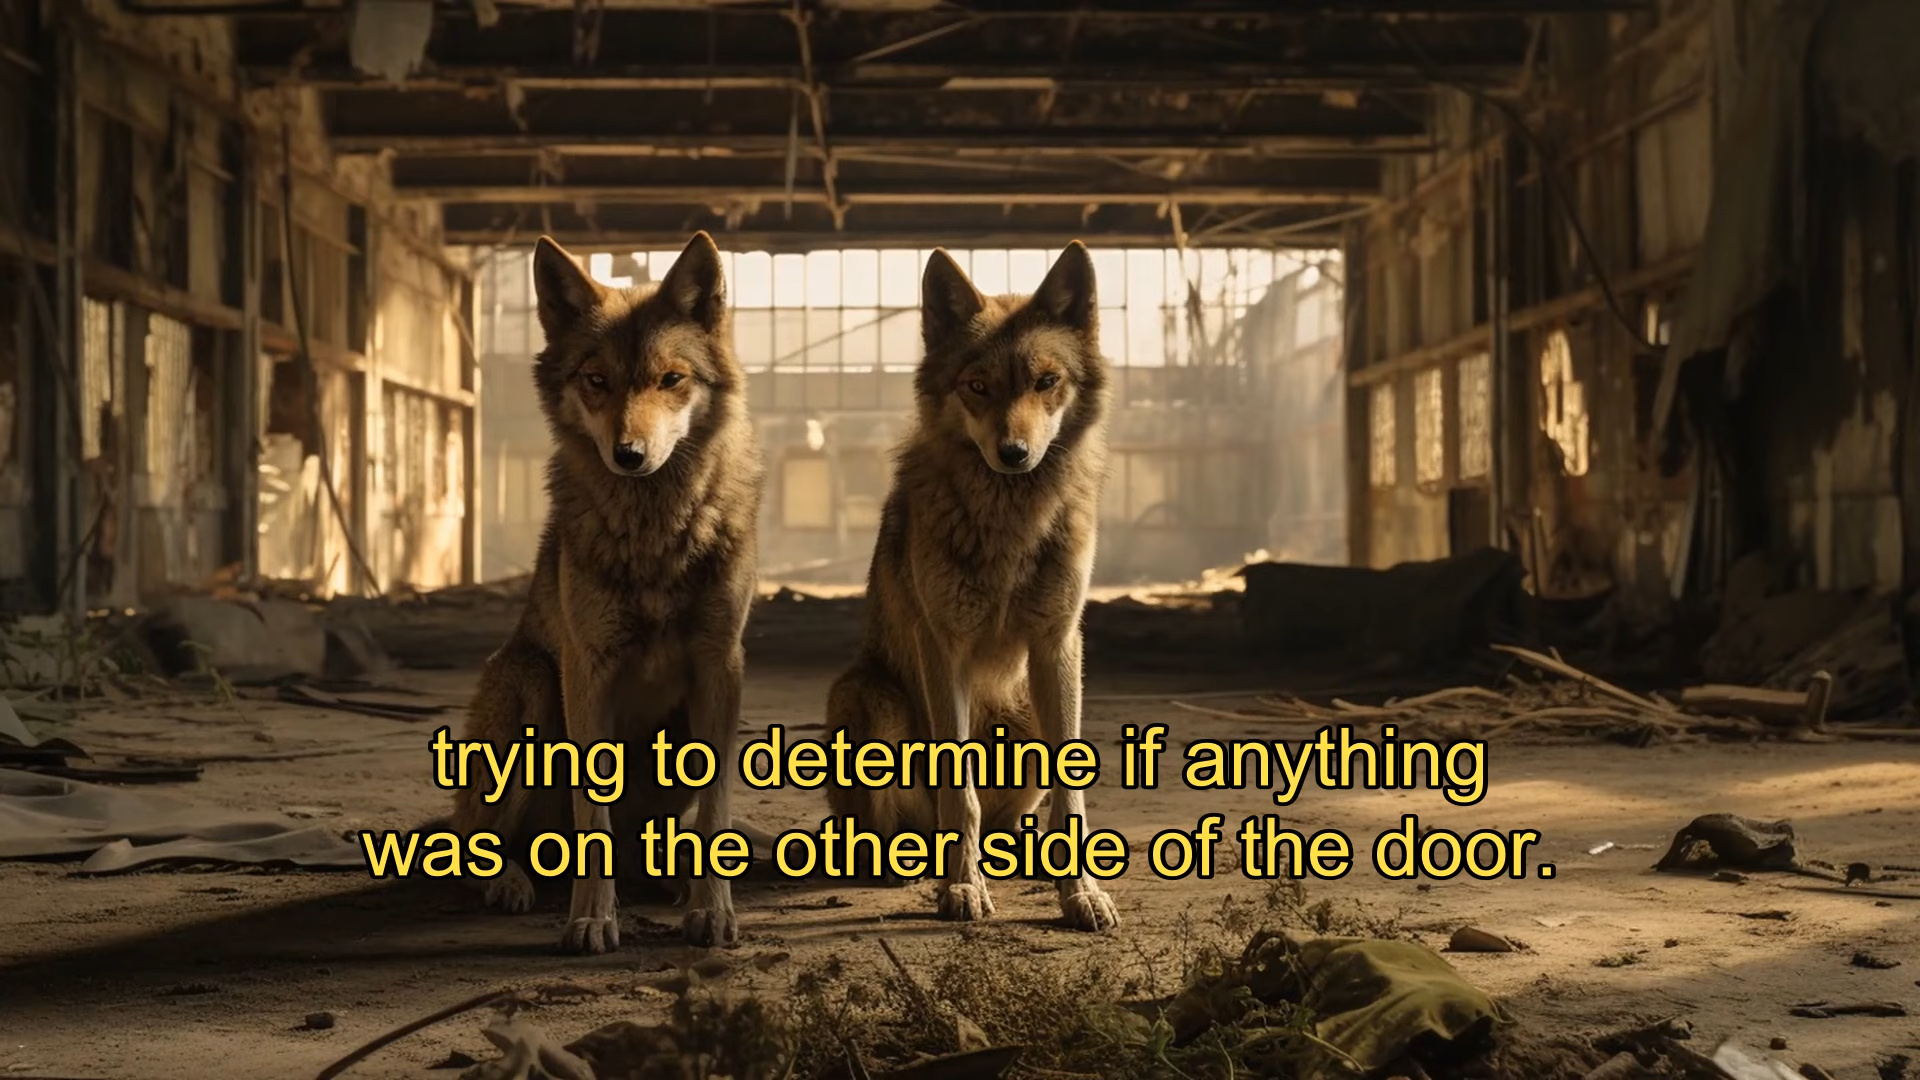 trying to determine if anything
was on the other side of the door.